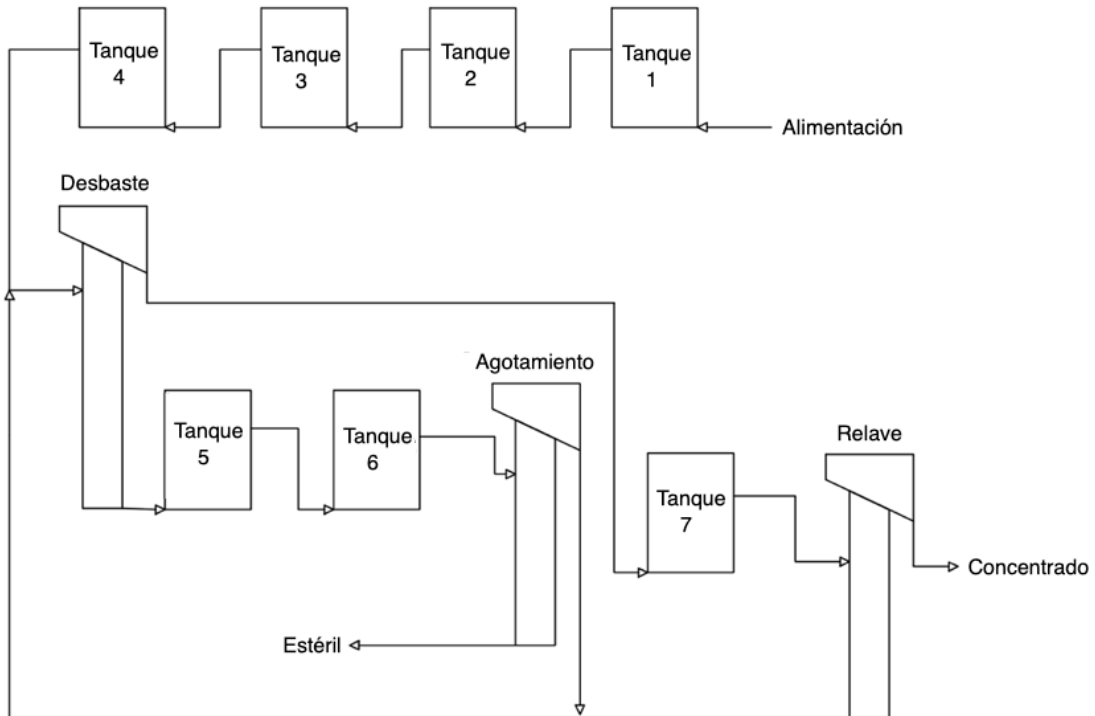 Tanque
4
Tanque
3
Tanque
2
Tanque
1
Alimentación
Desbaste
Agotamiento
Tanque
5
Tanque
6
Relave
Tanque
7
Concentrado
Estéril